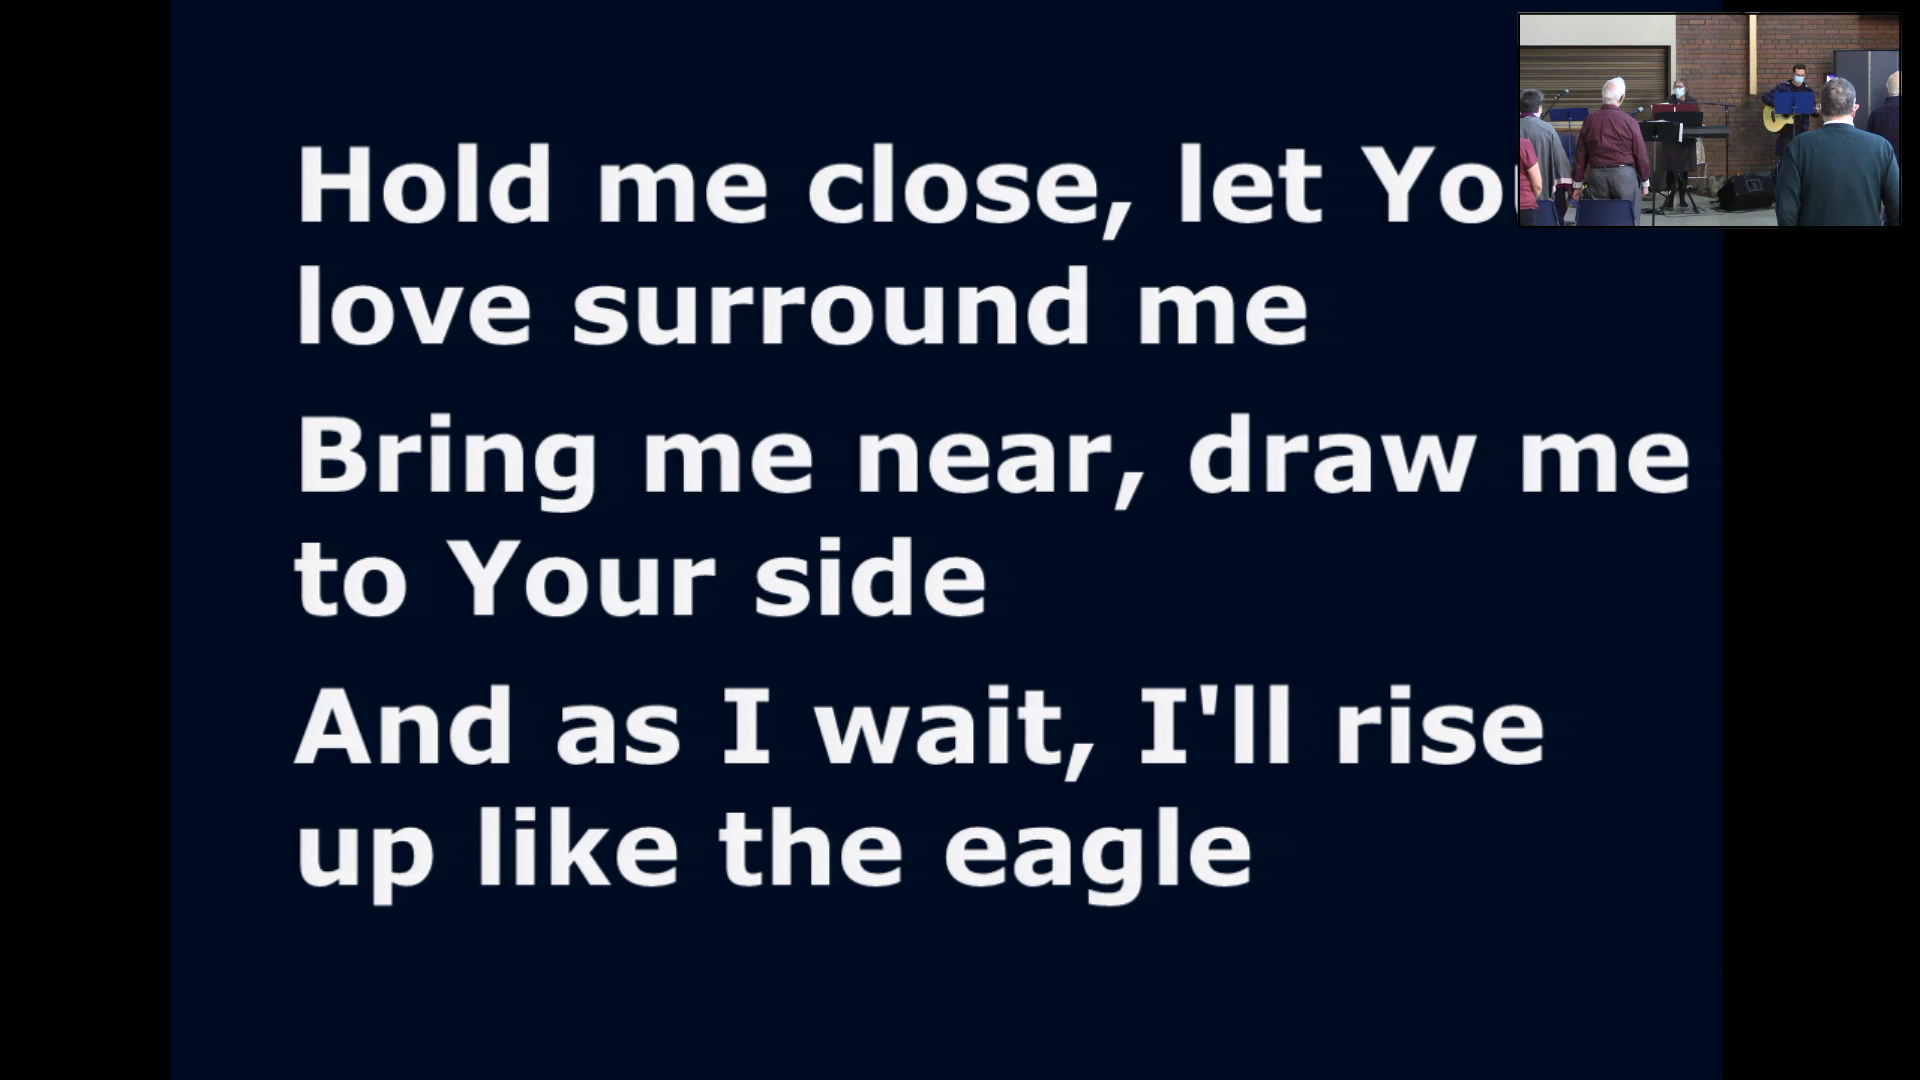 Hold me close, let You
love surround me
Bring me near, draw me
to Your side
And as I wait, I'll rise
up like the eagle